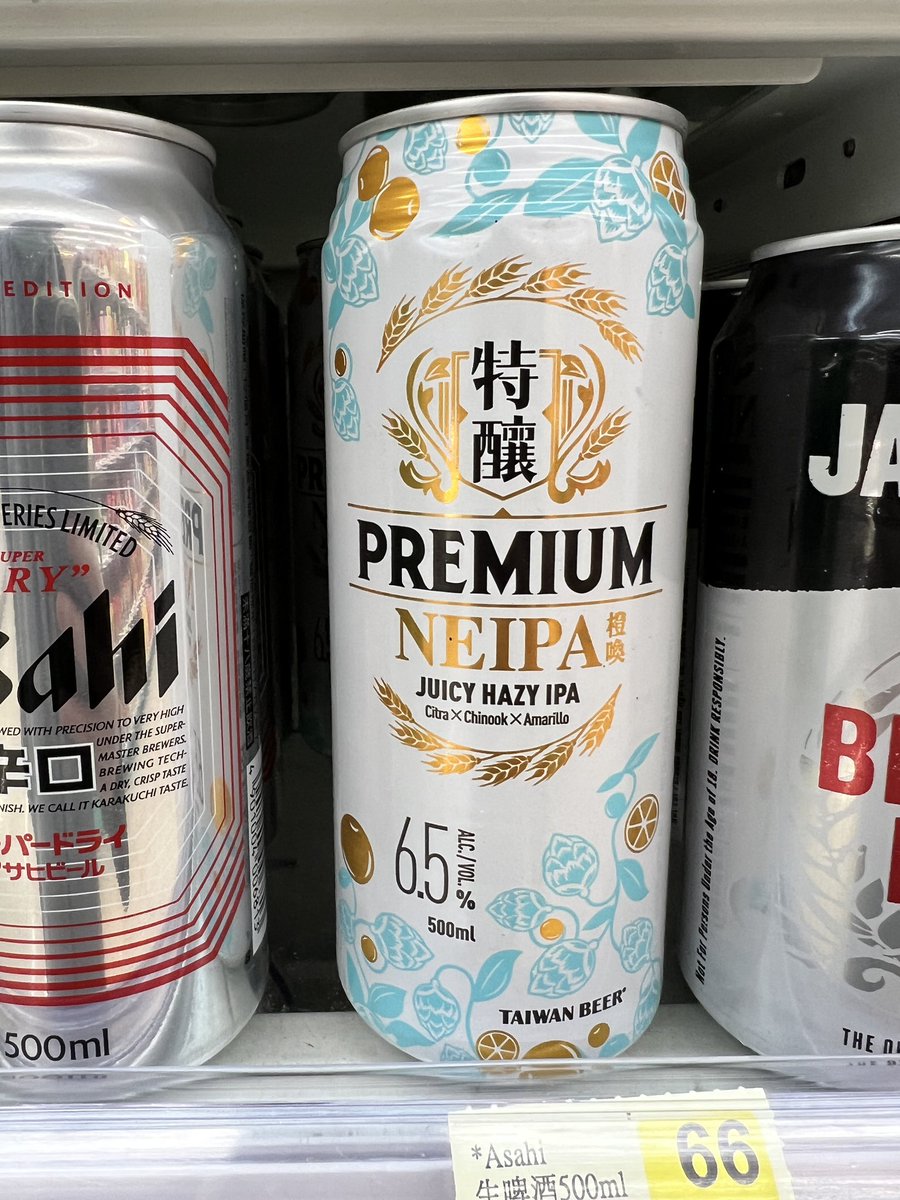 EDITION
ERIES LIMITED
UPER
RY”
sahi
WED WITH PRECISION TO VERY HIGH
UNDER THE SUPER-
MASTER BREWERS.
BREWING TECH-
A DRY, CRISP TASTE
NISH. WE CALL IT KARAKUCHI TASTE.
辛口
ーパードライ
アサヒビール
500ml
特
釀
PREMIUM
NEIPA 橙喚
JUICY HAZY IPA
Citra×Chinook×Amarillo
6.5 ALC./VOL. %
500ml
TAIWAN BEER
JA
B
Not For Persons Under the Age of 18. DRINK RESPONSIBLY.
THE O
*Asahi
生啤酒500ml
66